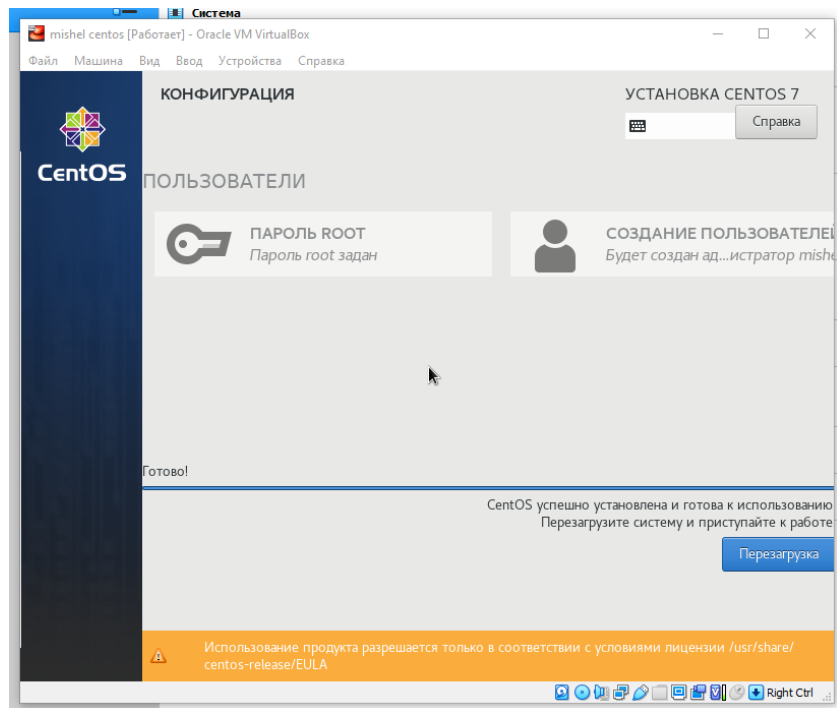 Система
mishel centos [Работает] - Oracle VM VirtualBox
Файл Машина Вид Ввод Устройства Справка
КОНФИГУРАЦИЯ
УСТАНОВКА CENTOS 7
Справка
CentOS
ПОЛЬЗОВАТЕЛИ
ПАРОЛЬ ROOT
Пароль root задан
СОЗДАНИЕ ПОЛЬЗОВАТЕЛЕЙ
Будет создан ад...истратор mishe
Готово!
CentOS успешно установлена и готова к использованию
Перезагрузите систему и приступайте к работе
Перезагрузка
Использование продукта разрешается только в соответствии с условиями лицензии /usr/share/
centos-release/EULA
Right Ctrl